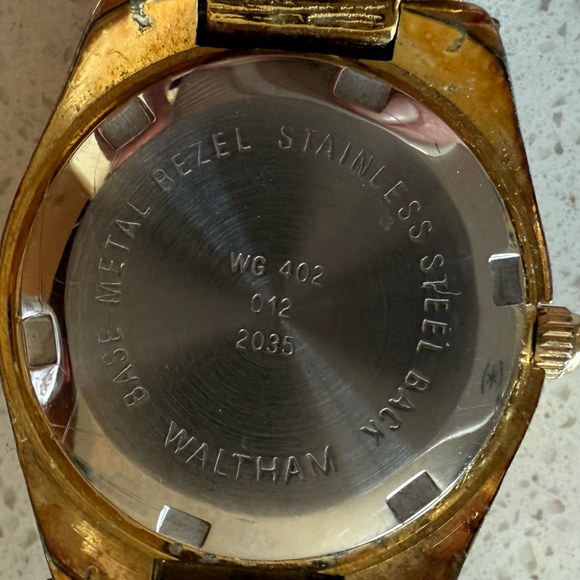 BASE METAL BEZEL STAINLESS STEEL BACK
WG 402
012
2035
WALTHAM